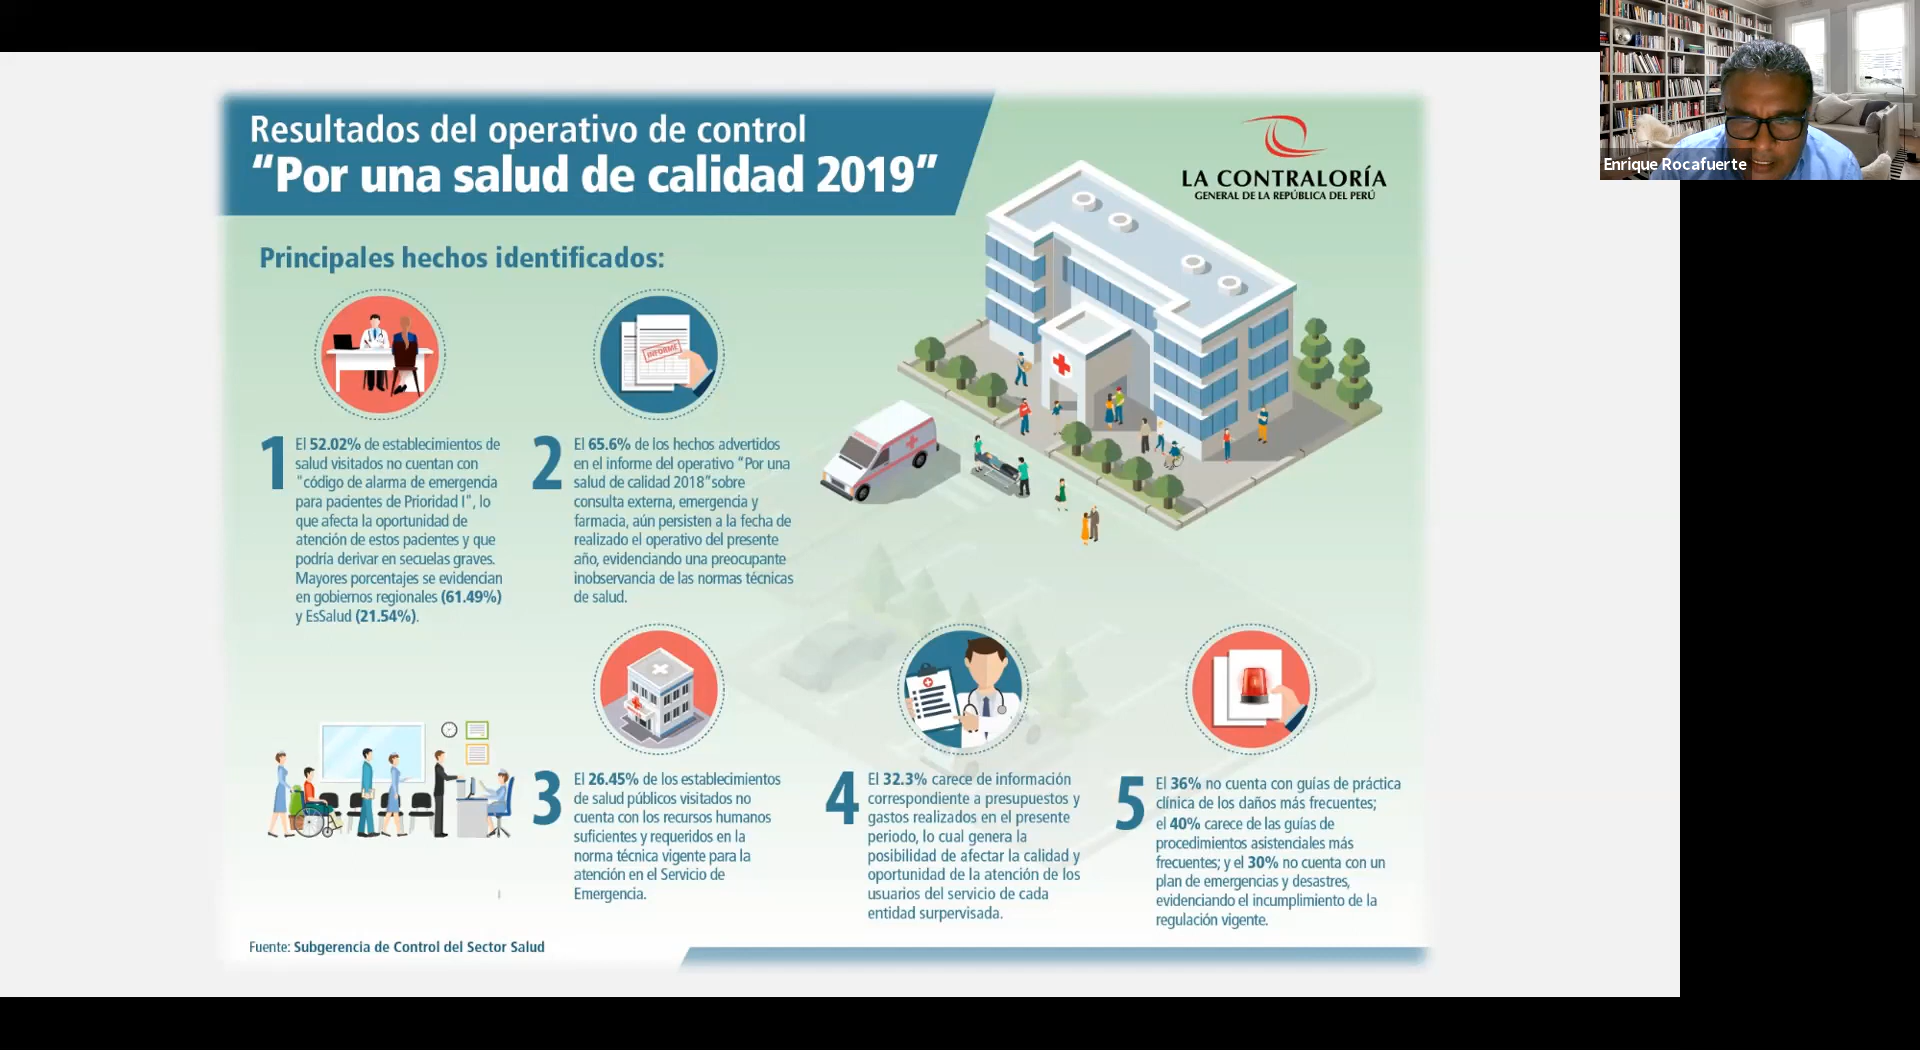 Resultados del operativo de control
“Por una salud de calidad 2019”
LA CONTRALORÍA
GENERAL DE LA REPÚBLICA DEL PERÚ
Enrique Rocafuerte
Principales hechos identificados:
INFORME
1
El 52.02% de establecimientos de
salud visitados no cuentan con
"código de alarma de emergencia
para pacientes de Prioridad I", lo
que afecta la oportunidad de
atención de estos pacientes y que
podría derivar en secuelas graves.
Mayores porcentajes se evidencian
en gobiernos regionales (61.49%)
y EsSalud (21.54%).
2
El 65.6% de los hechos advertidos
en el informe del operativo “Por una
salud de calidad 2018”sobre
consulta externa, emergencia y
farmacia, aún persisten a la fecha de
realizado el operativo del presente
año, evidenciando una preocupante
inobservancia de las normas técnicas
de salud.
3
El 26.45% de los establecimientos
de salud públicos visitados no
cuenta con los recursos humanos
suficientes y requeridos en la
norma técnica vigente para la
atención en el Servicio de
Emergencia.
4
El 32.3% carece de información
correspondiente a presupuestos y
gastos realizados en el presente
periodo, lo cual genera la
posibilidad de afectar la calidad y
oportunidad de la atención de los
usuarios del servicio de cada
entidad surpervisada.
5
El 36% no cuenta con guías de práctica
clínica de los daños más frecuentes;
el 40% carece de las guías de
procedimientos asistenciales más
frecuentes; y el 30% no cuenta con un
plan de emergencias y desastres,
evidenciando el incumplimiento de la
regulación vigente.
Fuente: Subgerencia de Control del Sector Salud